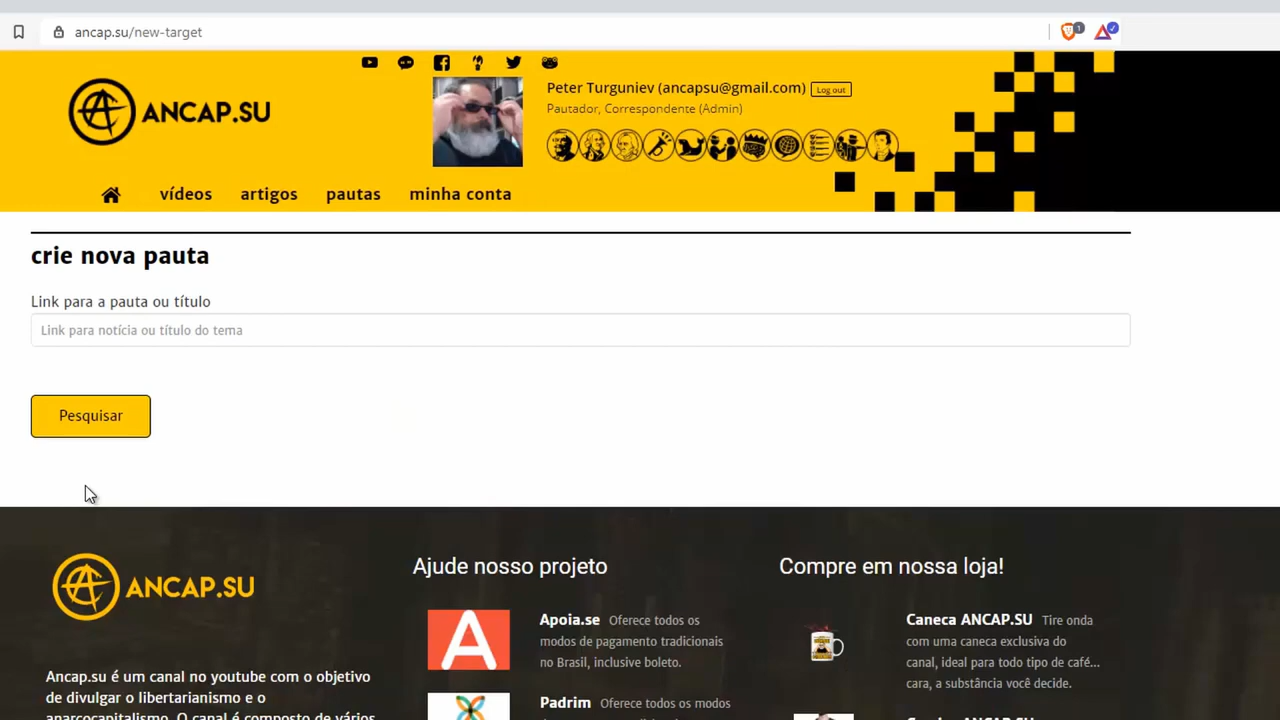 ancap.su/new-target
ANCAP.SU
Peter Turguniev (ancapsu@gmail.com) Log out
Pautador, Correspondente (Admin)
vídeos artigos pautas minha conta
crie nova pauta
Link para a pauta ou título
Link para notícia ou título do tema
Pesquisar
ANCAP.SU
Ancap.su é um canal no youtube com o objetivo
de divulgar o libertarianismo e o
anarcocapitalismo. O canal é composto de vários
Ajude nosso projeto
Apoia.se Oferece todos os
modos de pagamento tradicionais
no Brasil, inclusive boleto.
Padrim Oferece todos os modos
Compre em nossa loja!
Caneca ANCAP.SU Tire onda
com uma caneca exclusiva do
canal, ideal para todo tipo de café...
cara, a substância você decide.